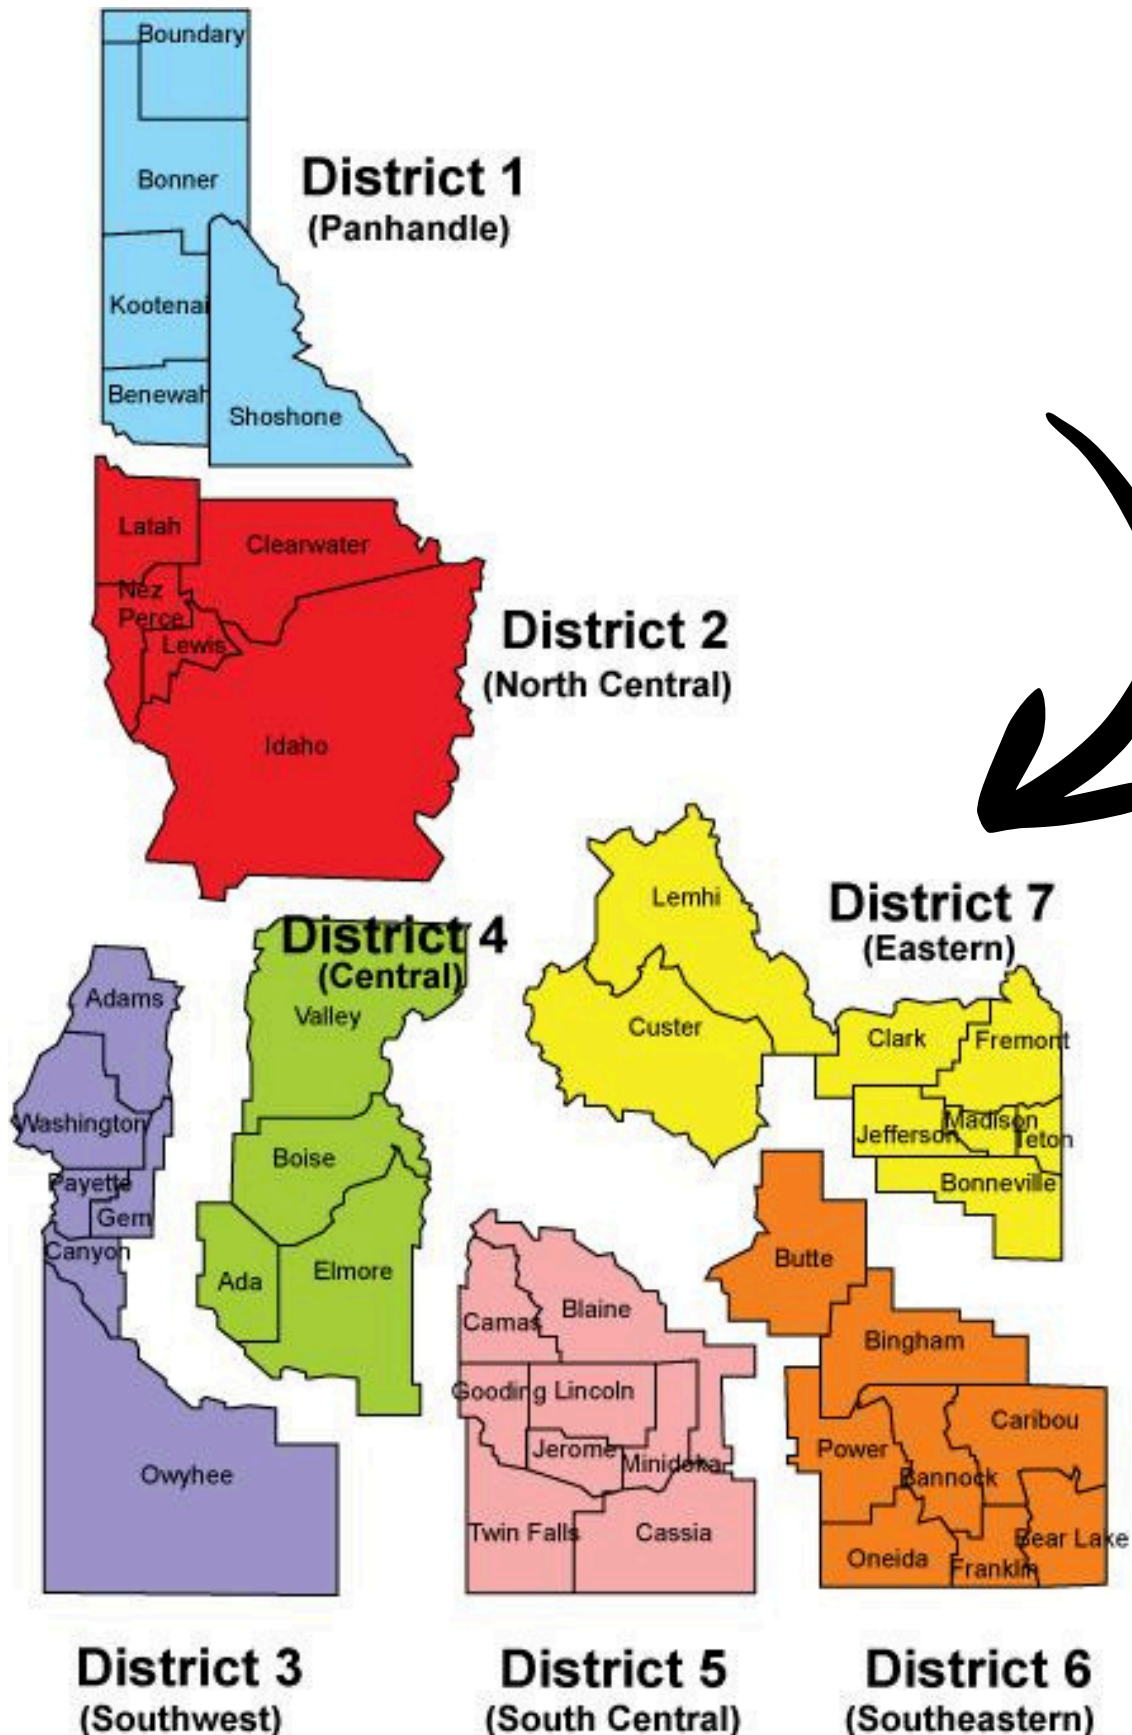 Boundary
Bonner
District 1
(Panhandle)
Kootenai
Benewah
Shoshone
Latah
Clearwater
Nez
Perce
Lewis
District 2
(North Central)
Idaho
Lemhi
District 7
(Eastern)
Custer
Clark
Fremont
Madison
Jefferson
Teton
Bonneville
District 4
(Central)
Valley
Boise
Ada
Elmore
Adams
Washington
Payette
Gem
Canyon
Owyhee
District 3
(Southwest)
Camas
Blaine
Gooding
Lincoln
Jerome
Minidoka
Twin Falls
Cassia
District 5
(South Central)
Butte
Bingham
Caribou
Power
Bannock
Bear Lake
Oneida
Franklin
District 6
(Southeastern)